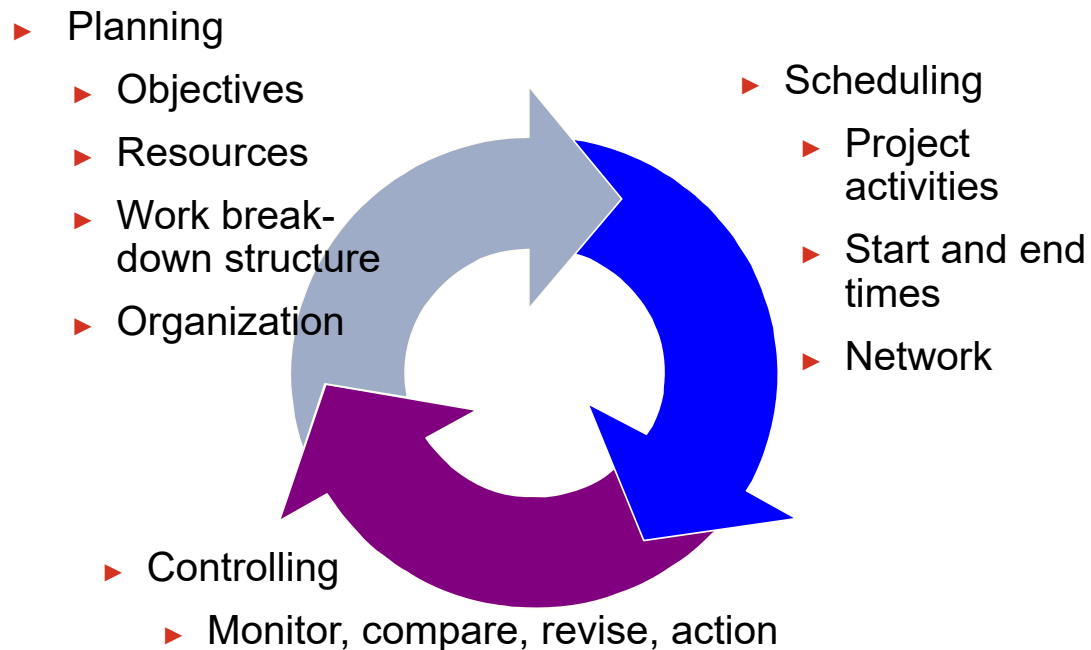 Planning
Objectives
Resources
Work break-
down structure
Organization
Scheduling
Project
activities
Start and end
times
Network
Controlling
Monitor, compare, revise, action